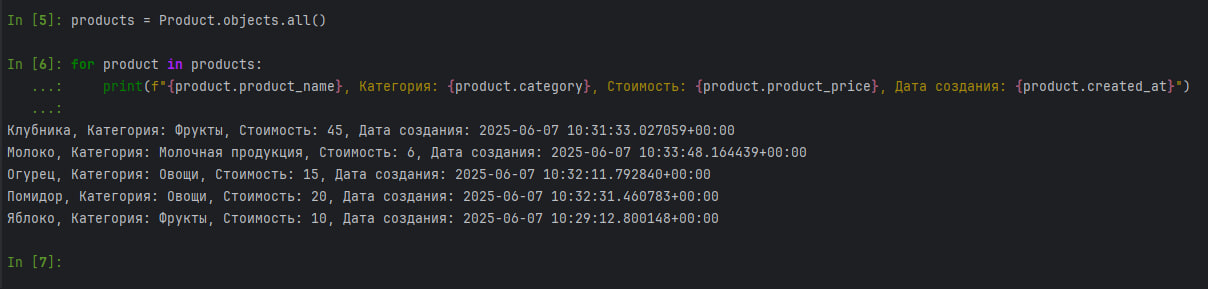 In [5]: products = Product.objects.all()
In [6]: for product in products:
   ...:     print(f"{product.product_name}, Категория: {product.category}, Стоимость: {product.product_price}, Дата создания: {product.created_at}")
   ...:
Клубника, Категория: Фрукты, Стоимость: 45, Дата создания: 2025-06-07 10:31:33.027059+00:00
Молоко, Категория: Молочная продукция, Стоимость: 6, Дата создания: 2025-06-07 10:33:48.164439+00:00
Огурец, Категория: Овощи, Стоимость: 15, Дата создания: 2025-06-07 10:32:11.792840+00:00
Помидор, Категория: Овощи, Стоимость: 20, Дата создания: 2025-06-07 10:32:31.460783+00:00
Яблоко, Категория: Фрукты, Стоимость: 10, Дата создания: 2025-06-07 10:29:12.800148+00:00
In [7]: